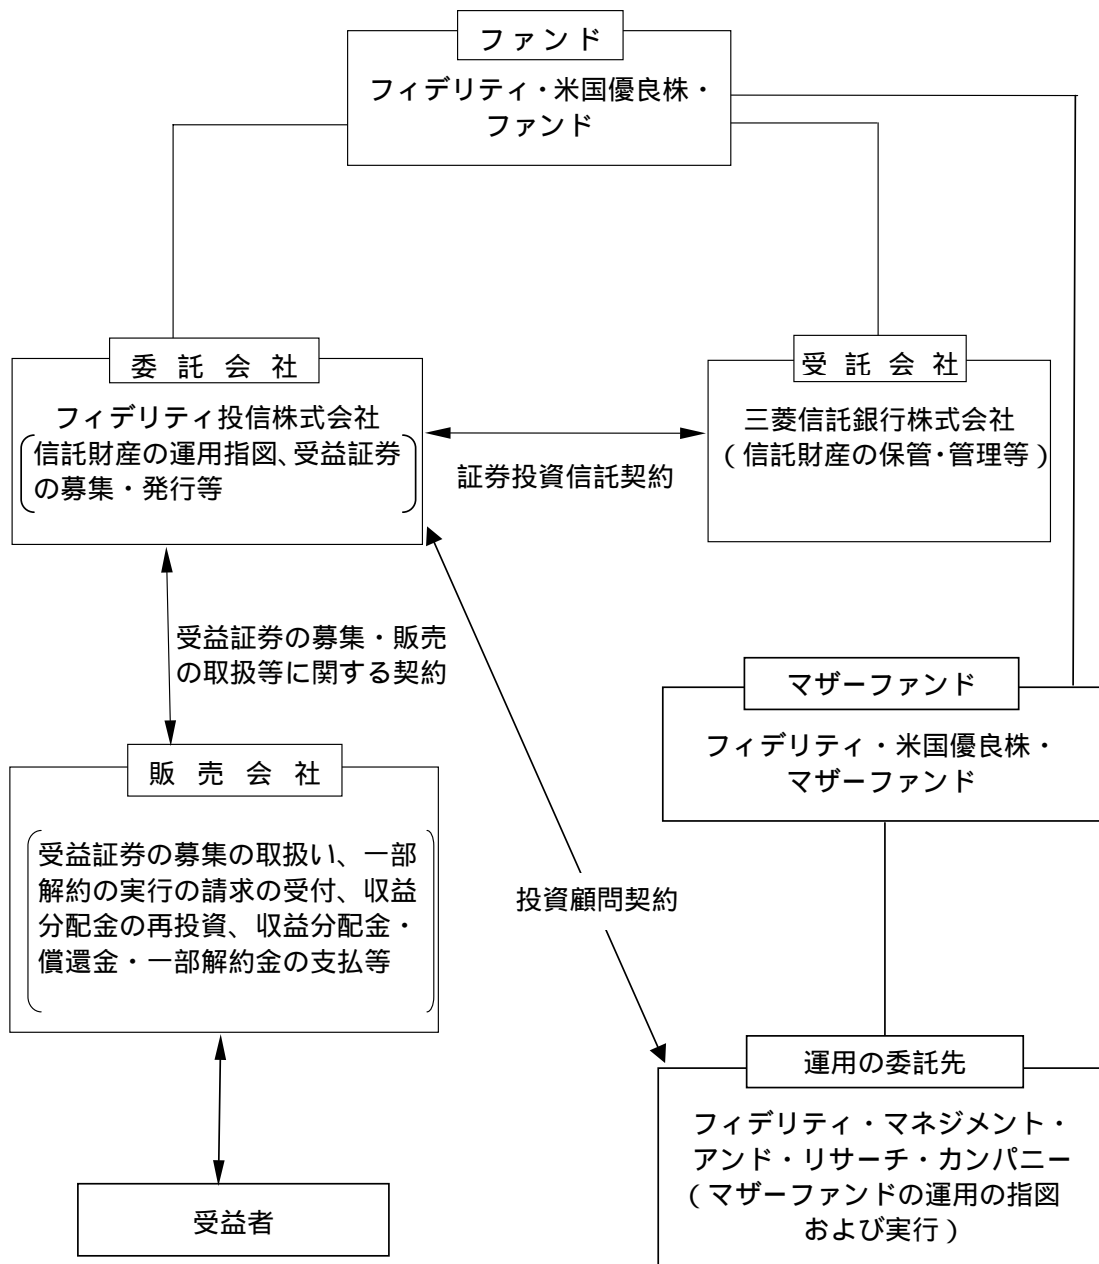 ファンド
フィデリティ・米国優良株・
ファンド
委託会社
フィデリティ投信株式会社
信託財産の運用指図、受益証券
の募集・発行等
受託会社
三菱信託銀行株式会社
(信託財産の保管・管理等)
証券投資信託契約
受益証券の募集・販売
の取扱等に関する契約
マザーファンド
フィデリティ・米国優良株・
マザーファンド
販売会社
受益証券の募集の取扱い、一部
解約の実行の請求の受付、収益
分配金の再投資、収益分配金・
償還金・一部解約金の支払等
投資顧問契約
運用の委託先
フィデリティ・マネジメント・
アンド・リサーチ・カンパニー
(マザーファンドの運用の指図
および実行)
受益者